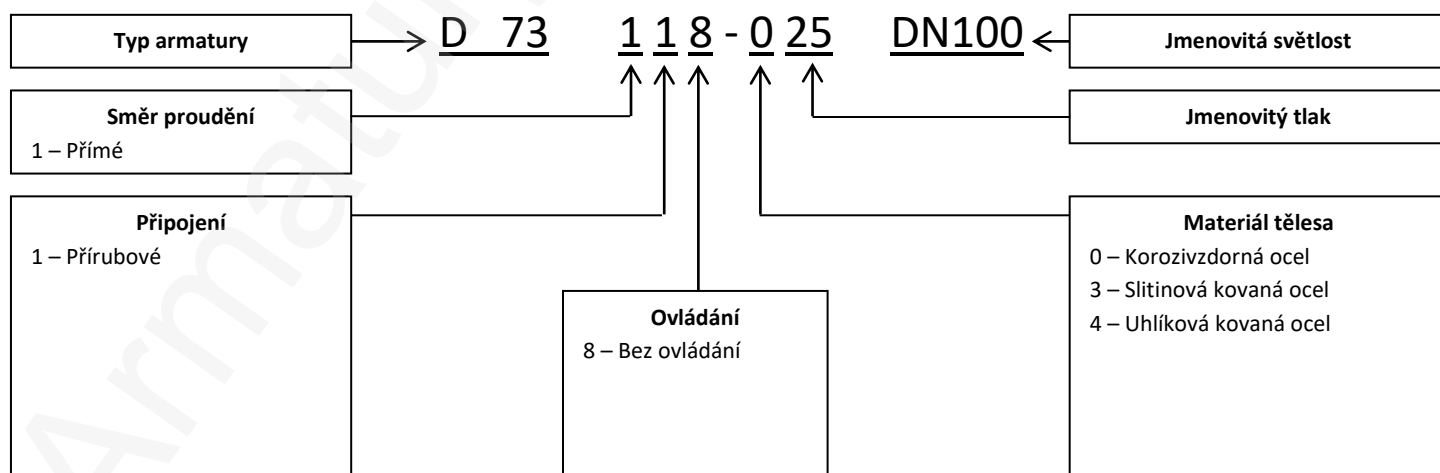 Typ armatury
D 73 1 1 8 - 0 25 DN100
Jmenovitá světlost
Směr proudění
1 – Přímé
Jmenovitý tlak
Připojení
1 – Přírubové
Materiál tělesa
0 – Korozivzdorná ocel
3 – Slitinová kovaná ocel
4 – Uhlíková kovaná ocel
Ovládání
8 – Bez ovládání
Armatur